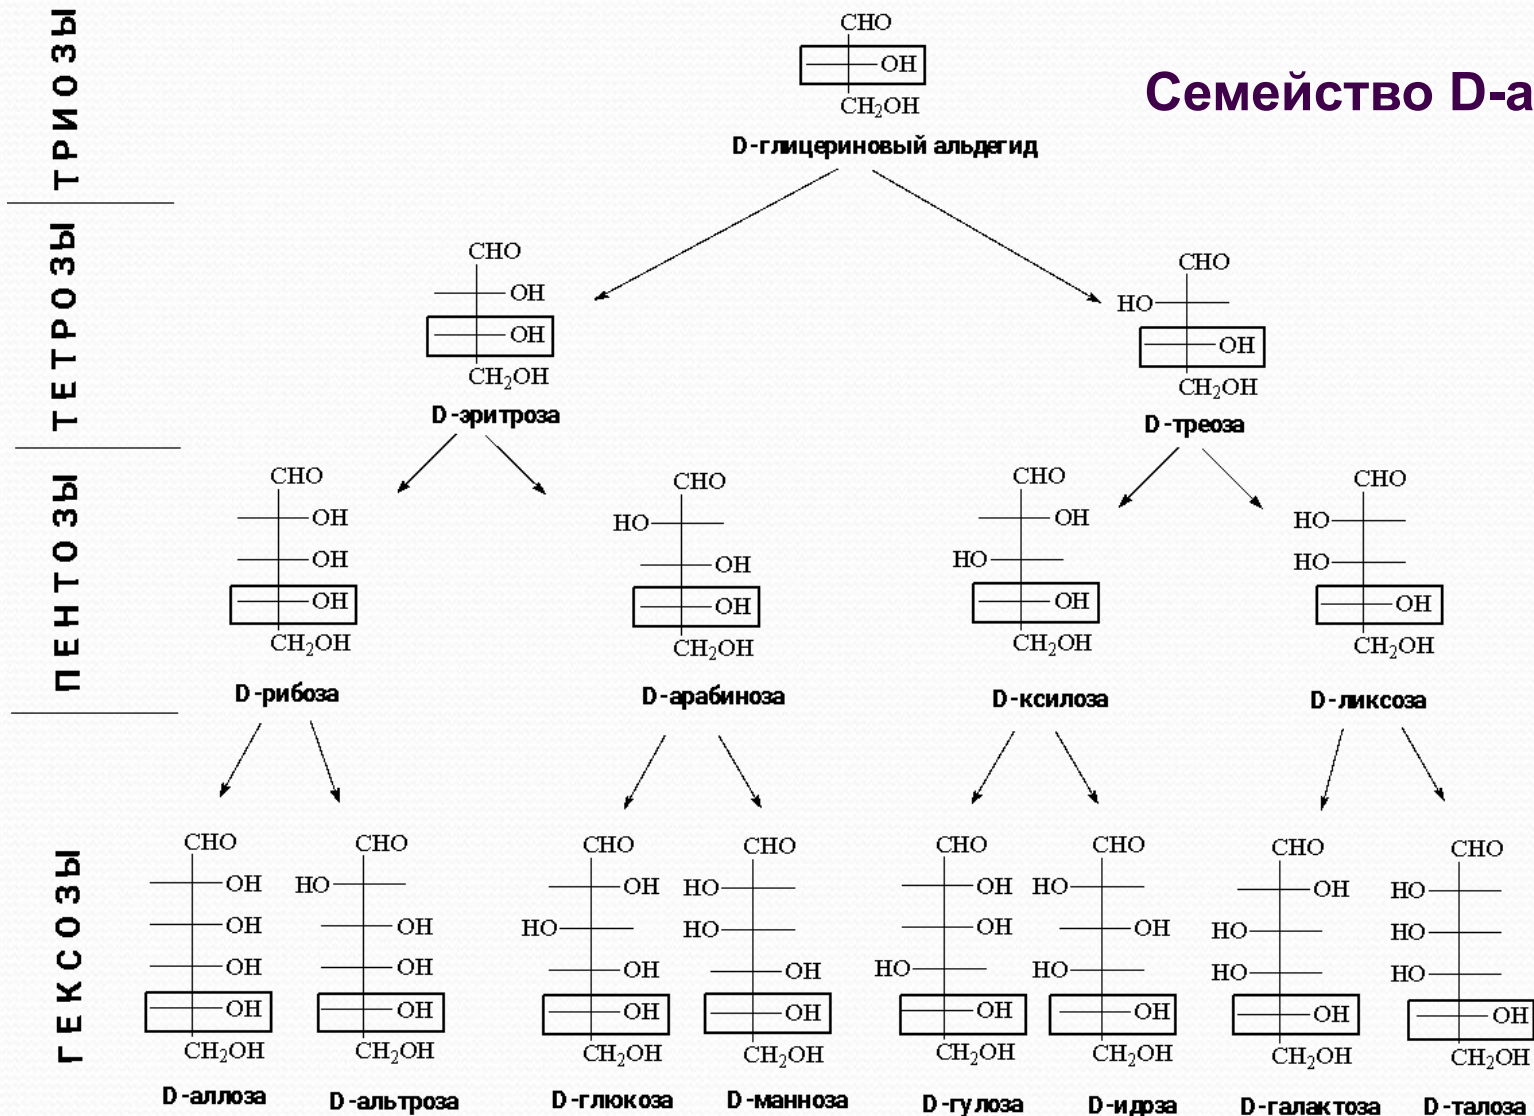 Семейство D-а
ТРИОЗЫ
CHO
OH
CH₂OH
D-глицериновый альдегид
ТЕТРОЗЫ
CHO
OH
OH
CH₂OH
D-эритроза
CHO
HO
OH
CH₂OH
D-треоза
ПЕНТОЗЫ
CHO
OH
OH
OH
CH₂OH
D-рибоза
CHO
HO
OH
OH
CH₂OH
D-арабиноза
CHO
OH
HO
OH
CH₂OH
D-ксилоза
CHO
HO
HO
OH
CH₂OH
D-ликсоза
ГЕКСОЗЫ
CHO
OH
OH
OH
OH
CH₂OH
D-аллоза
CHO
HO
OH
OH
OH
CH₂OH
D-альтроза
CHO
OH
HO
OH
OH
CH₂OH
D-глюкоза
CHO
HO
HO
OH
OH
CH₂OH
D-манноза
CHO
OH
OH
HO
OH
CH₂OH
D-гулоза
CHO
HO
OH
HO
OH
CH₂OH
D-идоза
CHO
OH
HO
HO
OH
CH₂OH
D-галактоза
CHO
HO
HO
HO
OH
CH₂OH
D-талоза